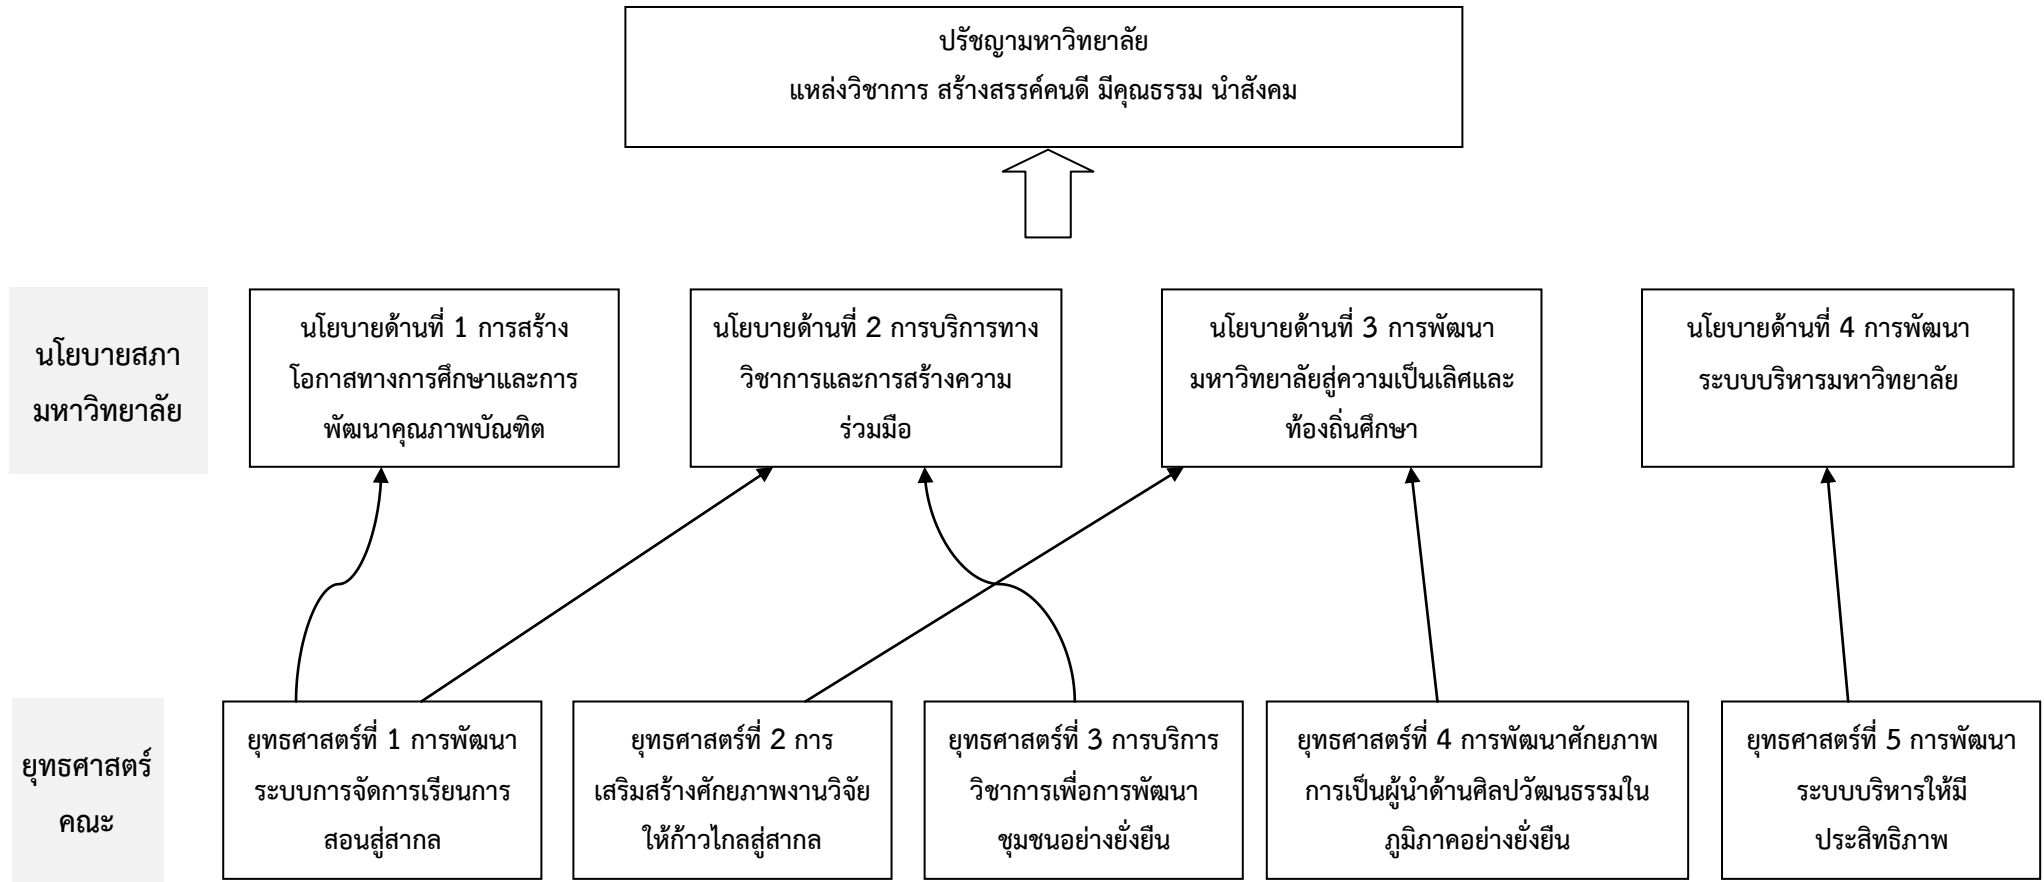 ปรัชญามหาวิทยาลัย
แหล่งวิชาการ สร้างสรรค์คนดี มีคุณธรรม นำสังคม
นโยบายสภา
มหาวิทยาลัย
นโยบายด้านที่ 1 การสร้าง
โอกาสทางการศึกษาและการ
พัฒนาคุณภาพบัณฑิต
นโยบายด้านที่ 2 การบริการทาง
วิชาการและการสร้างความ
ร่วมมือ
นโยบายด้านที่ 3 การพัฒนา
มหาวิทยาลัยสู่ความเป็นเลิศและ
ท้องถิ่นศึกษา
นโยบายด้านที่ 4 การพัฒนา
ระบบบริหารมหาวิทยาลัย
ยุทธศาสตร์
คณะ
ยุทธศาสตร์ที่ 1 การพัฒนา
ระบบการจัดการเรียนการ
สอนสู่สากล
ยุทธศาสตร์ที่ 2 การ
เสริมสร้างศักยภาพงานวิจัย
ให้ก้าวไกลสู่สากล
ยุทธศาสตร์ที่ 3 การบริการ
วิชาการเพื่อการพัฒนา
ชุมชนอย่างยั่งยืน
ยุทธศาสตร์ที่ 4 การพัฒนาศักยภาพ
การเป็นผู้นำด้านศิลปวัฒนธรรมใน
ภูมิภาคอย่างยั่งยืน
ยุทธศาสตร์ที่ 5 การพัฒนา
ระบบบริหารให้มี
ประสิทธิภาพ